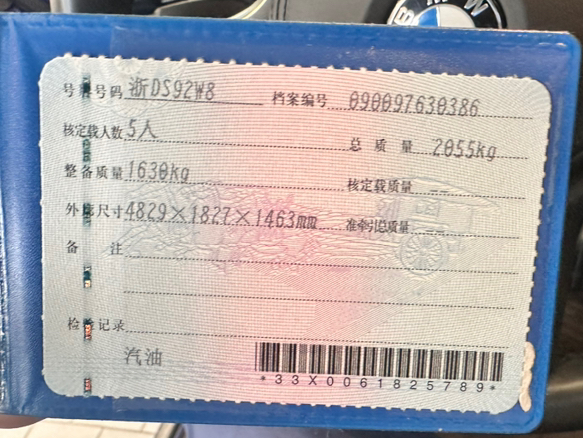 BMW
号牌号码 浙DS92W8 档案编号 090097630386
核定载人数 5人 总质量 2055kg
整备质量 1630kg 核定载质量 --
外廓尺寸 4829×1827×1463mm 准牵引总质量 --
备注
检验记录
汽油
*33X0061825789*